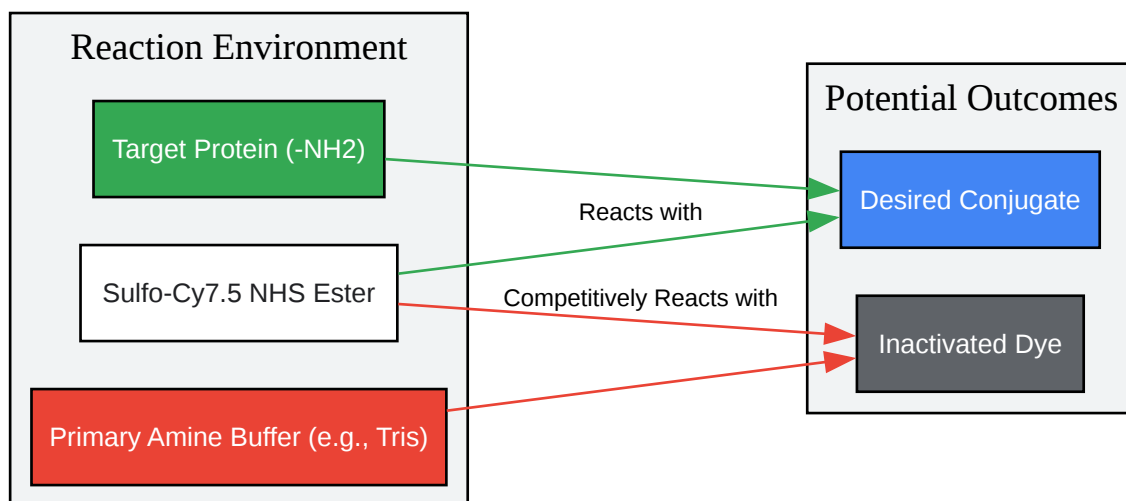 Reaction Environment
Target Protein (-NH2)
Sulfo-Cy7.5 NHS Ester
Primary Amine Buffer (e.g., Tris)
Reacts with
Competitively Reacts with
Potential Outcomes
Desired Conjugate
Inactivated Dye